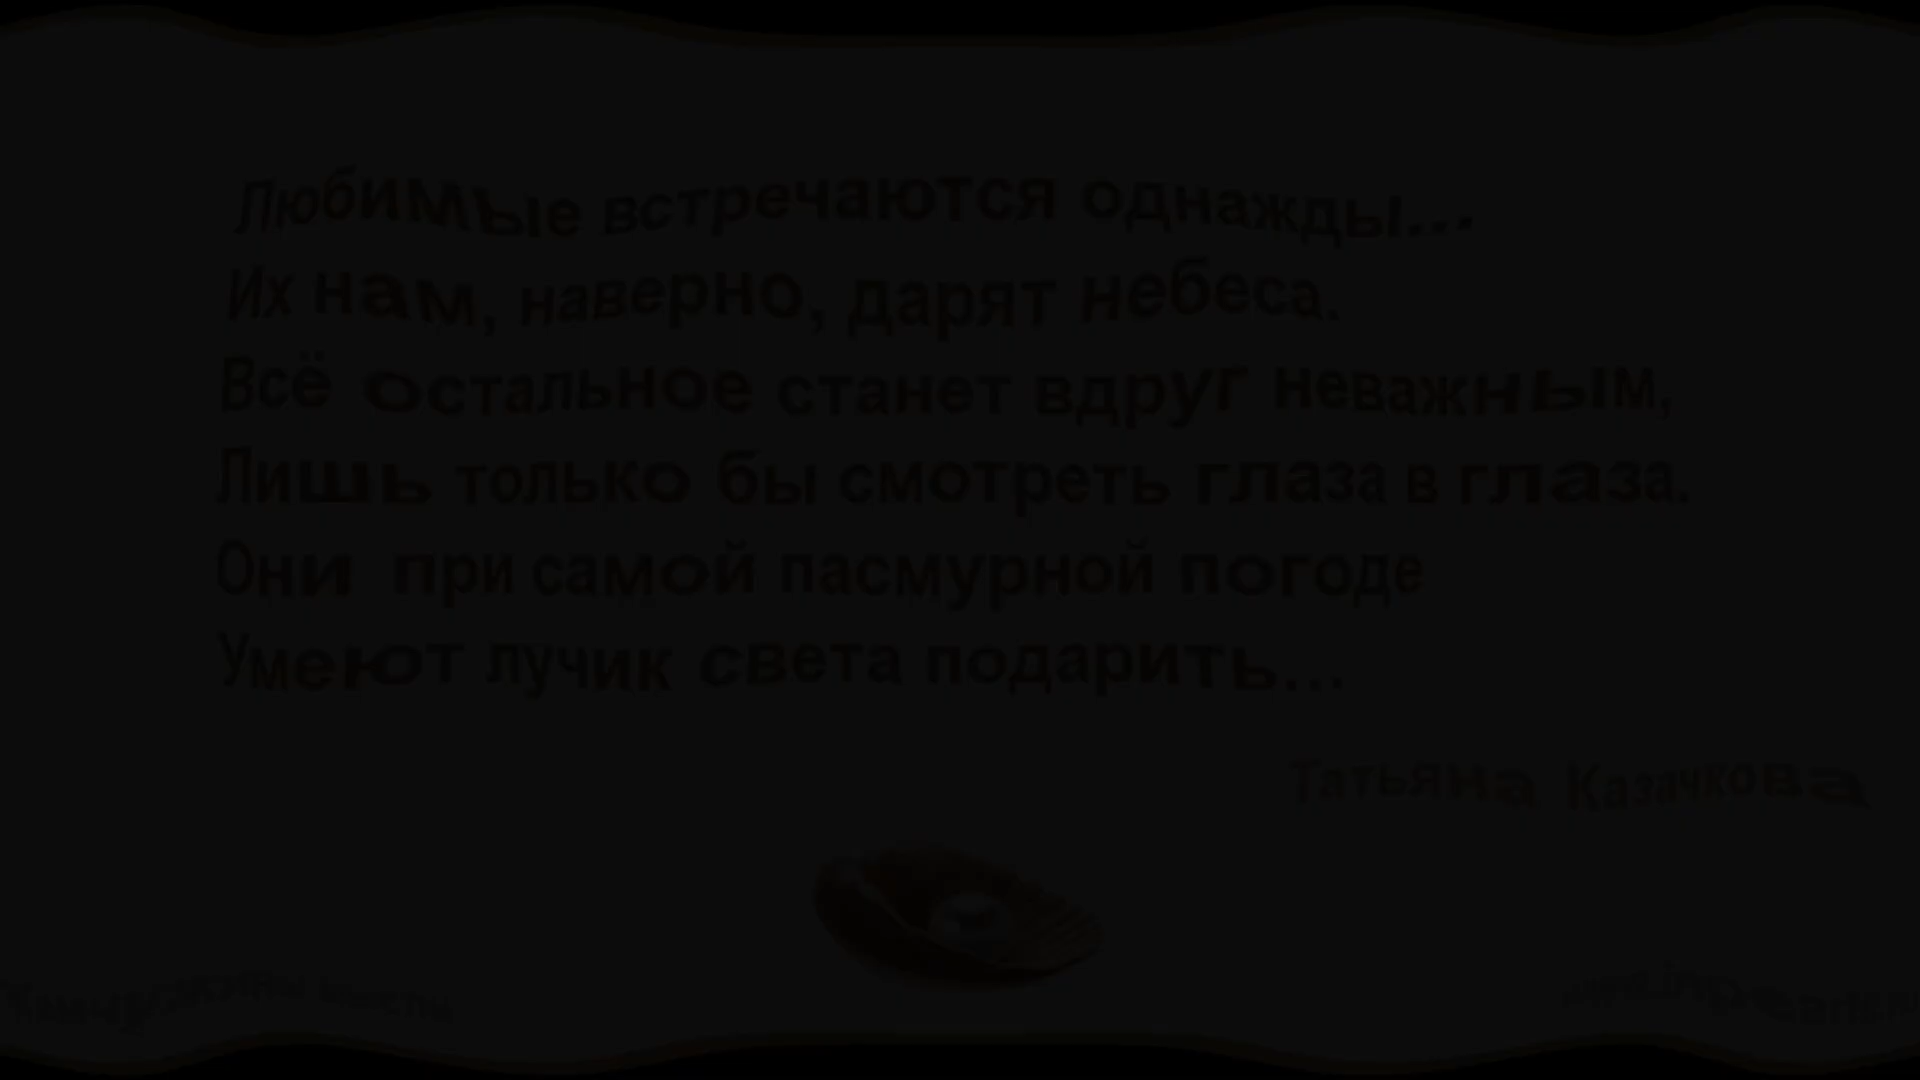 Любимые встречаются однажды...
Их нам, наверно, дарят небеса.
Всё остальное станет вдруг неважным,
Лишь только бы смотреть глаза в глаза.
Они при самой пасмурной погоде
Умеют лучик света подарить...
Татьяна Казачкова